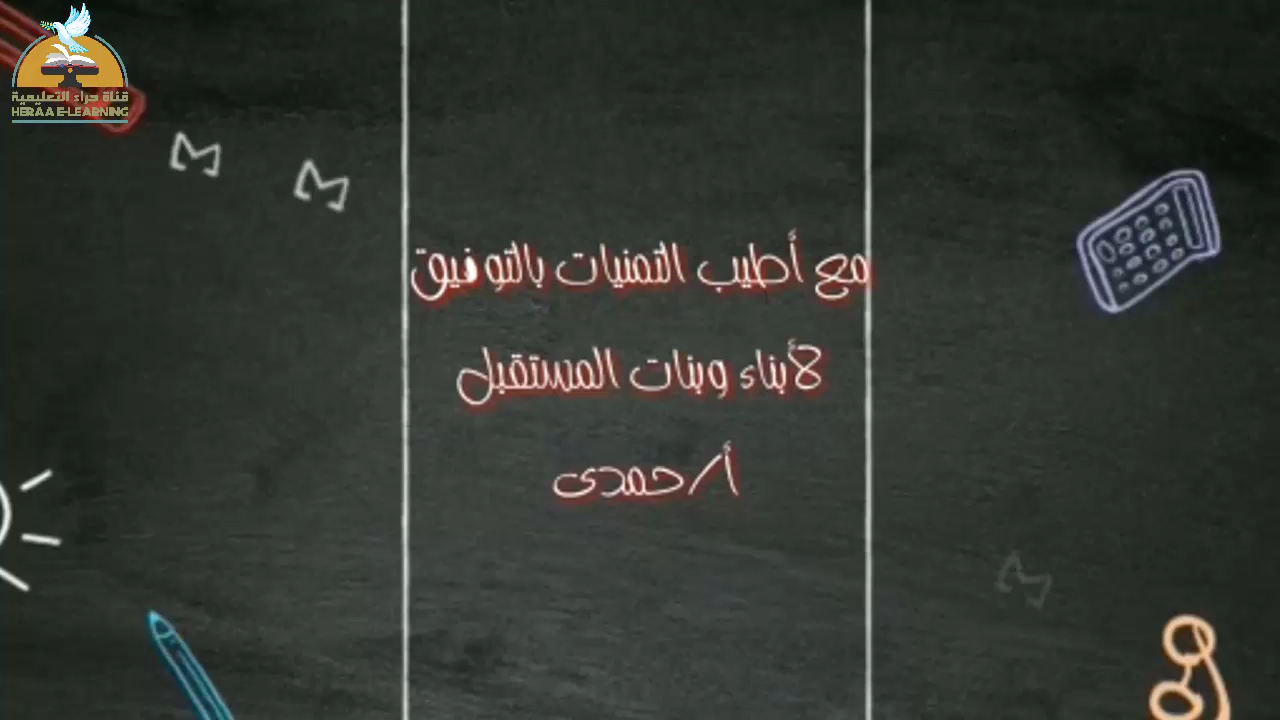 قناة حراء التعليمية
HERAA E-LEARNING
مع أطيب التمنيات بالتوفيق
لأبناء وبنات المستقبل
أ/حمدى